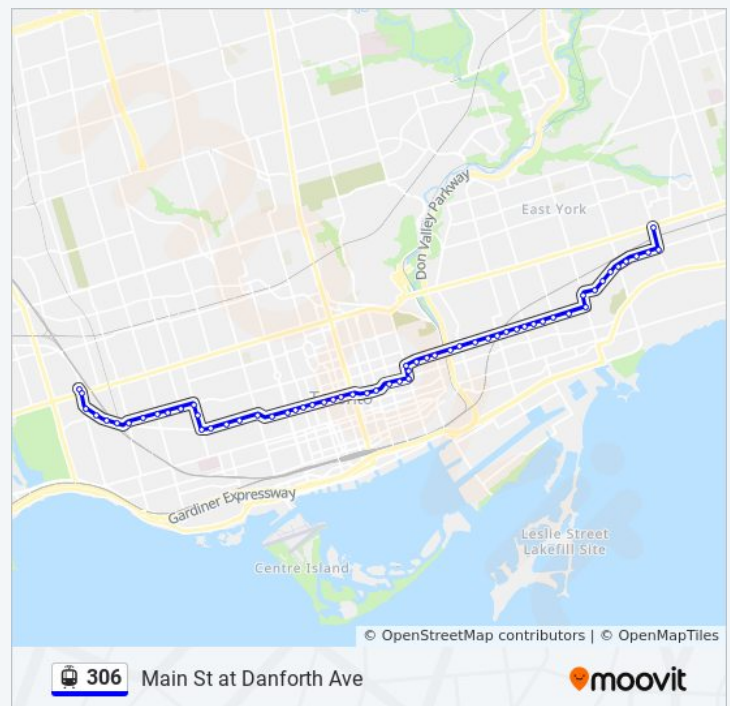 East York
Don Valley Parkway
Toronto
Gardiner Expressway
Leslie Street
Lakefill Site
Centre Island
© OpenStreetMap contributors | © OpenMapTiles
306 Main St at Danforth Ave
moovit